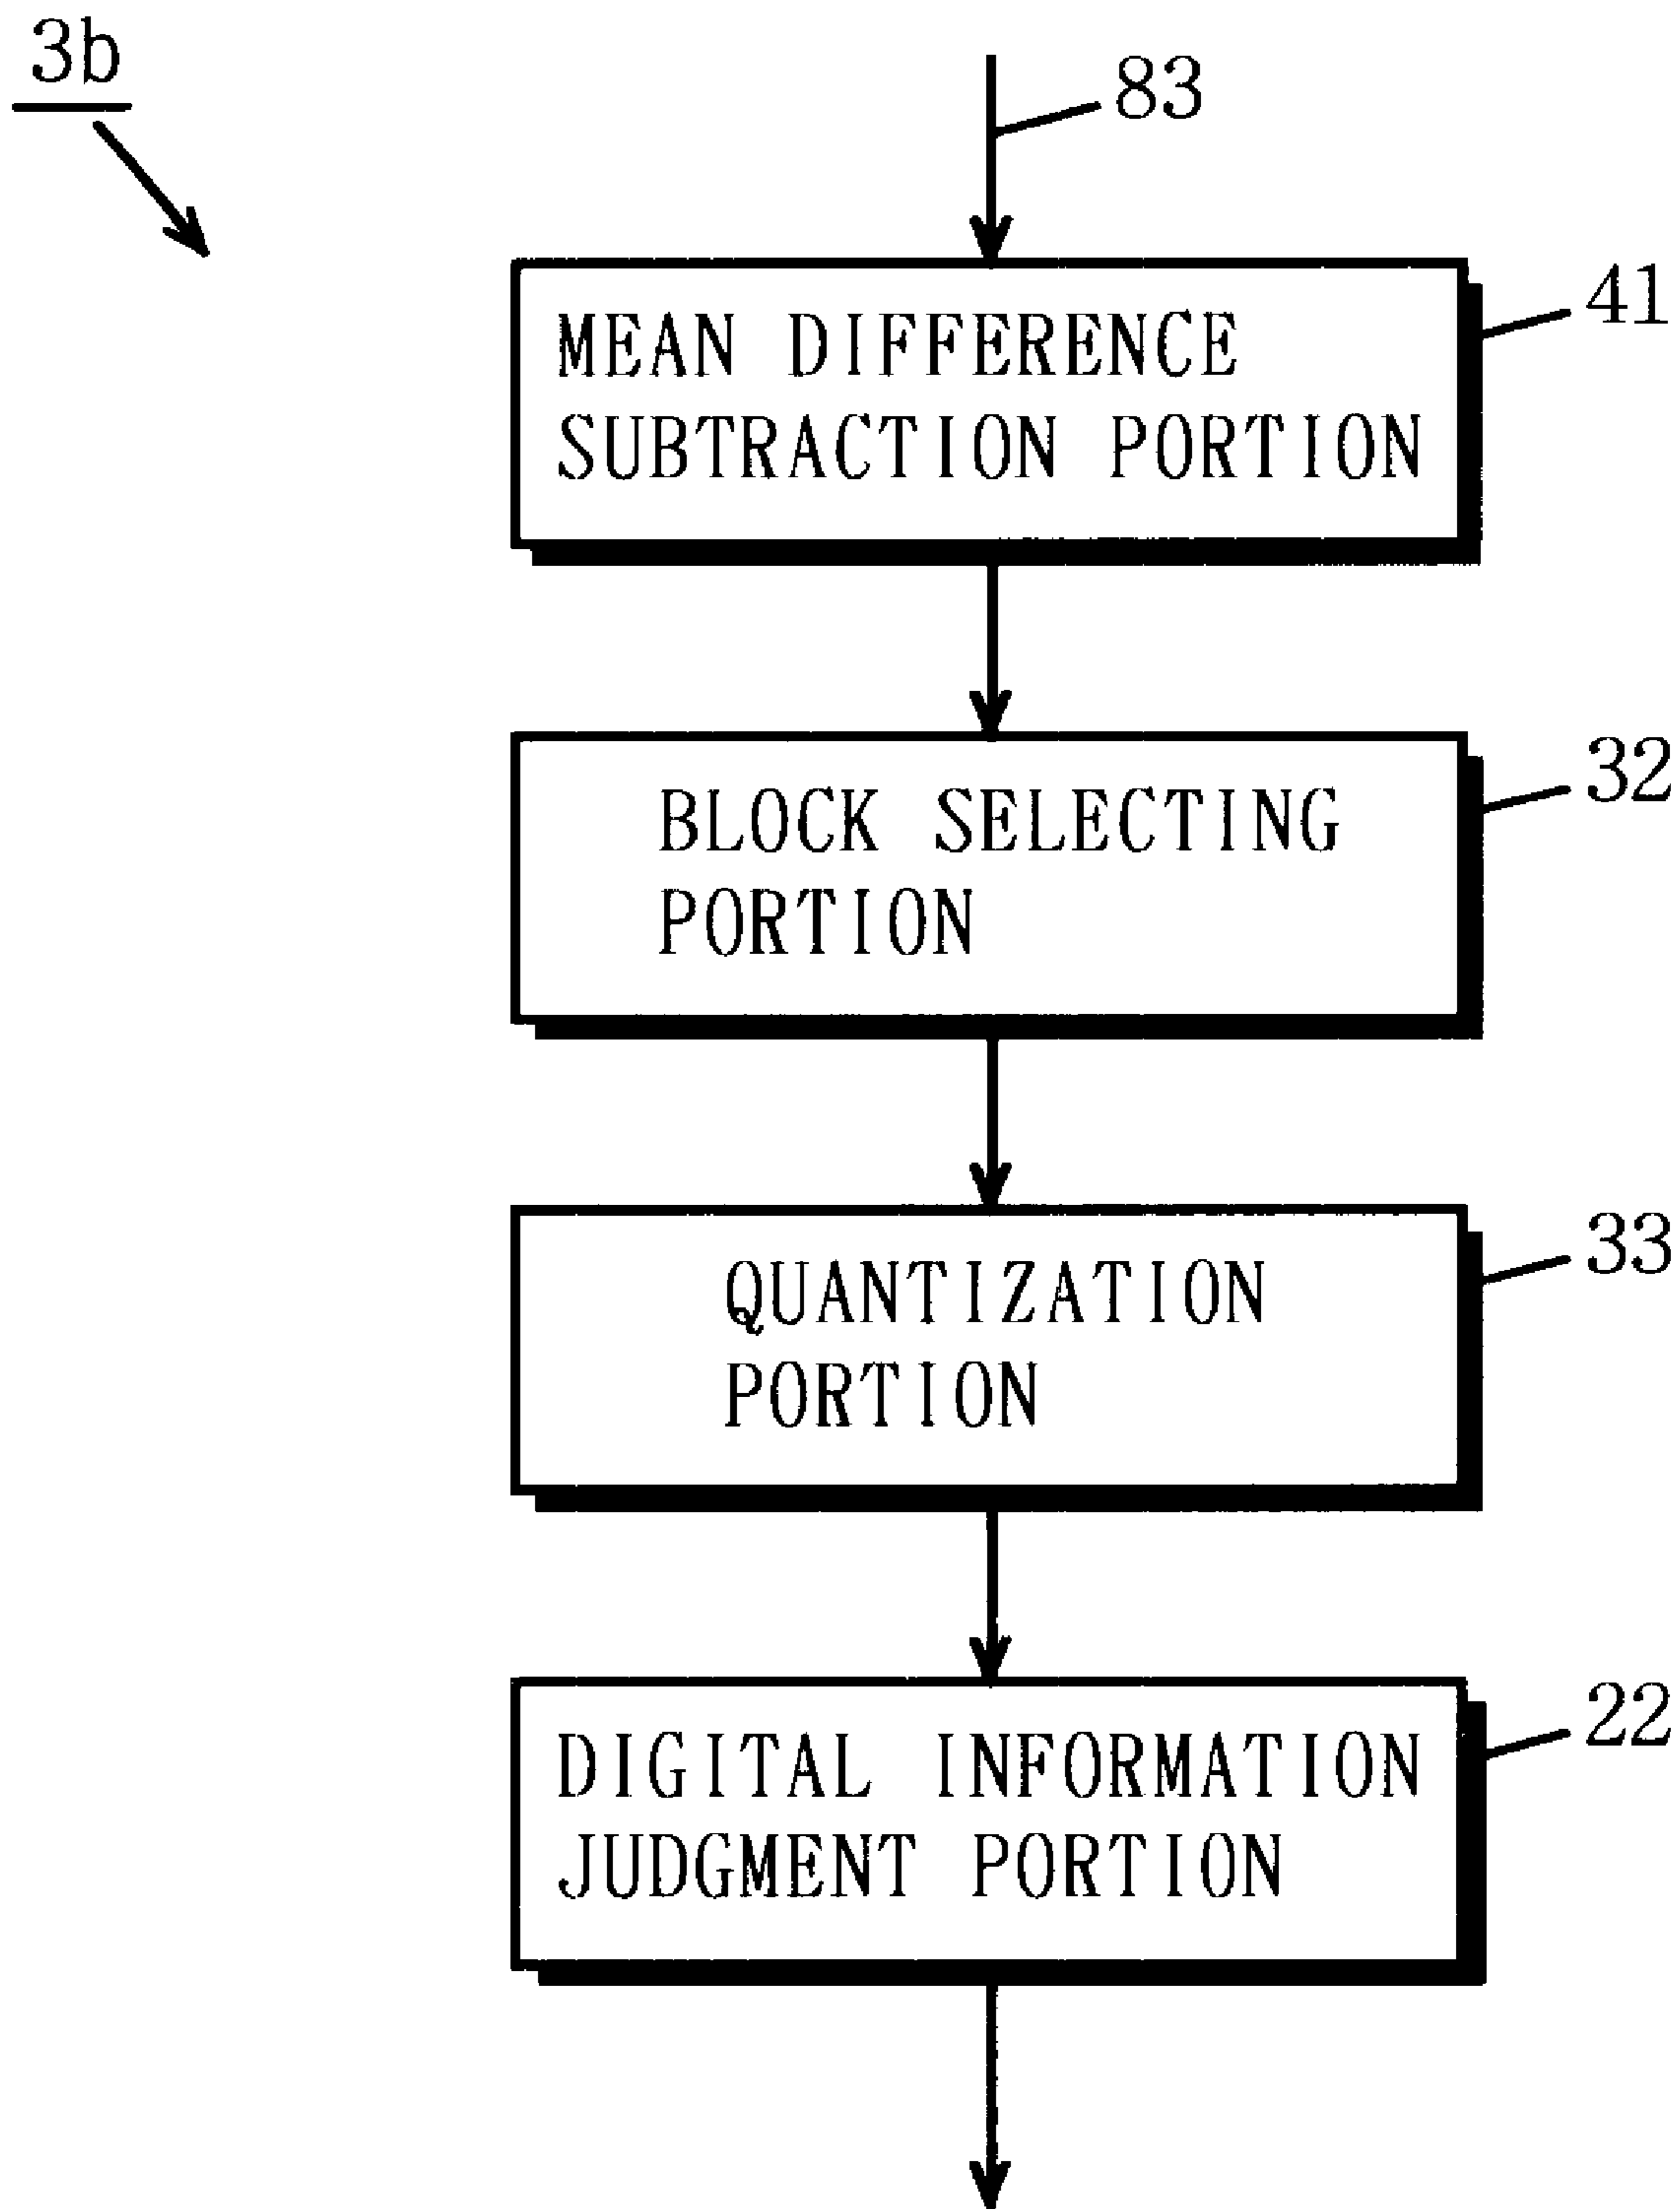 3b
83
MEAN DIFFERENCE
SUBTRACTION PORTION
41
BLOCK SELECTING
PORTION
32
QUANTIZATION
PORTION
33
DIGITAL INFORMATION
JUDGMENT PORTION
22